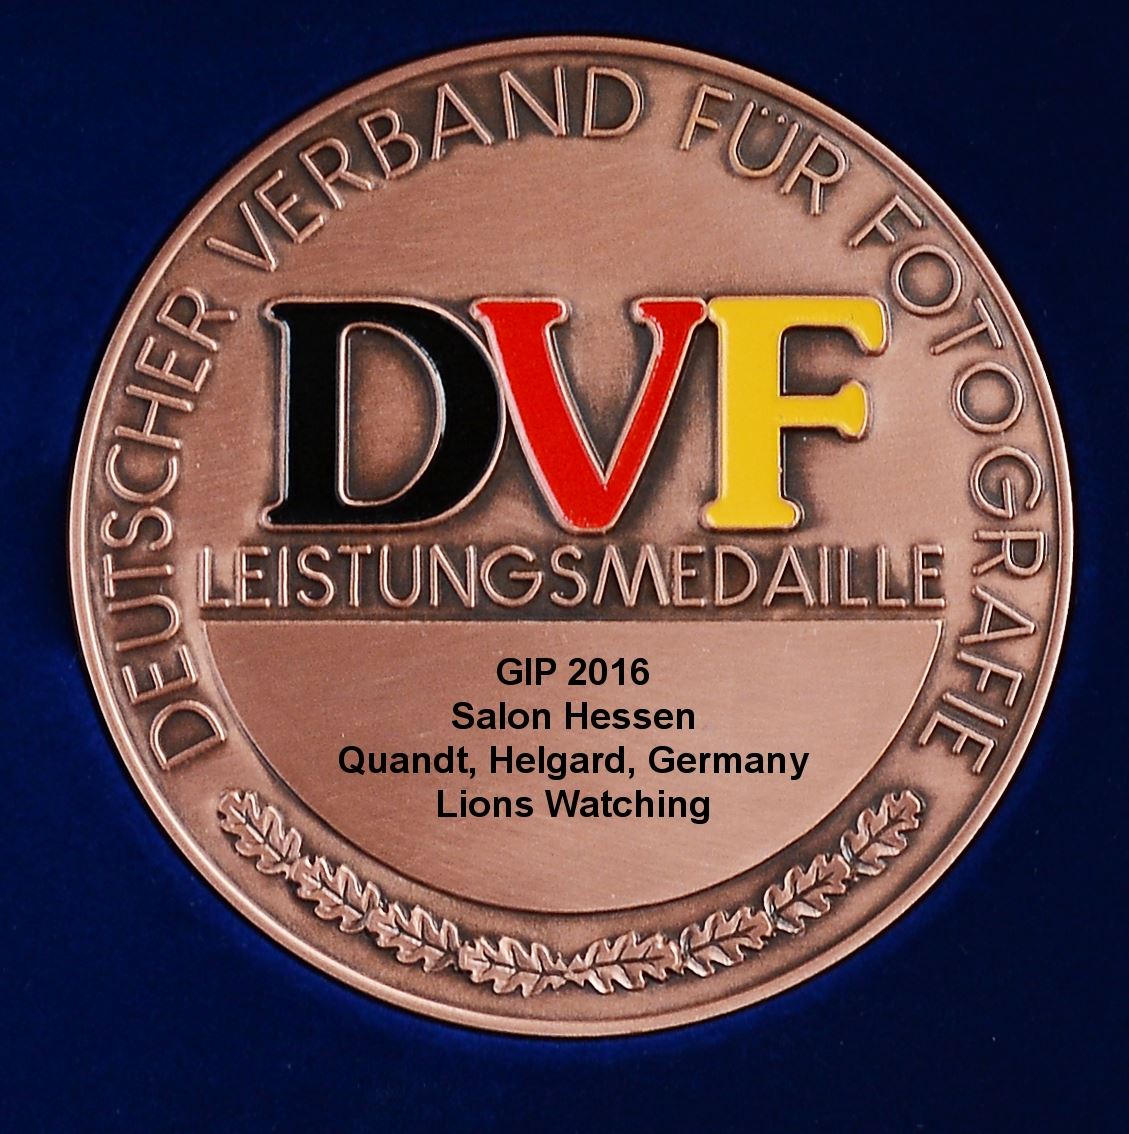 DEUTSCHER VERBAND FÜR FOTOGRAFIE
DVF
LEISTUNGSMEDAILLE
GIP 2016
Salon Hessen
Quandt, Helgard, Germany
Lions Watching